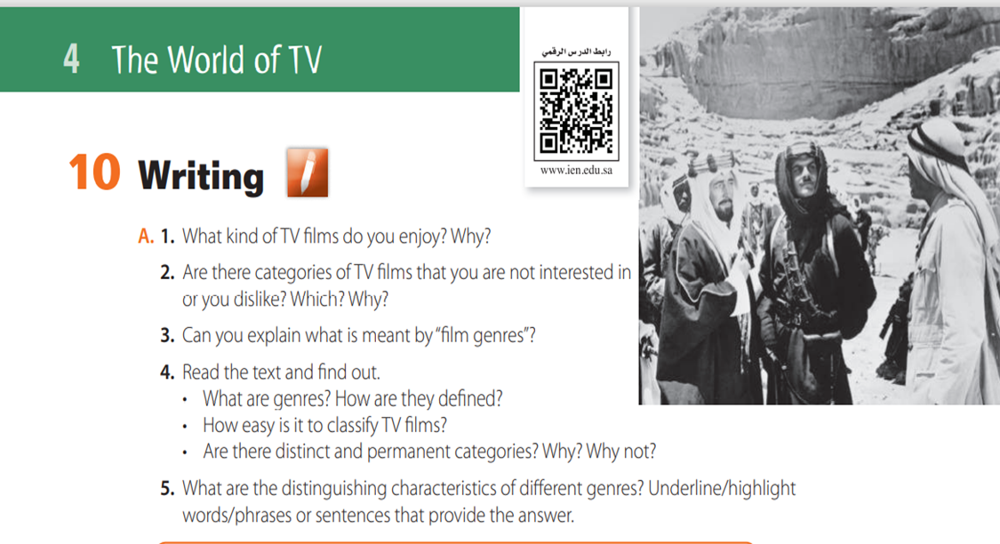 4 The World of TV
رابط الدرس الرقمي
www.ien.edu.sa
10 Writing
A. 1. What kind of TV films do you enjoy? Why?
2. Are there categories of TV films that you are not interested in
or you dislike? Which? Why?
3. Can you explain what is meant by “film genres”?
4. Read the text and find out.
• What are genres? How are they defined?
• How easy is it to classify TV films?
• Are there distinct and permanent categories? Why? Why not?
5. What are the distinguishing characteristics of different genres? Underline/highlight
words/phrases or sentences that provide the answer.